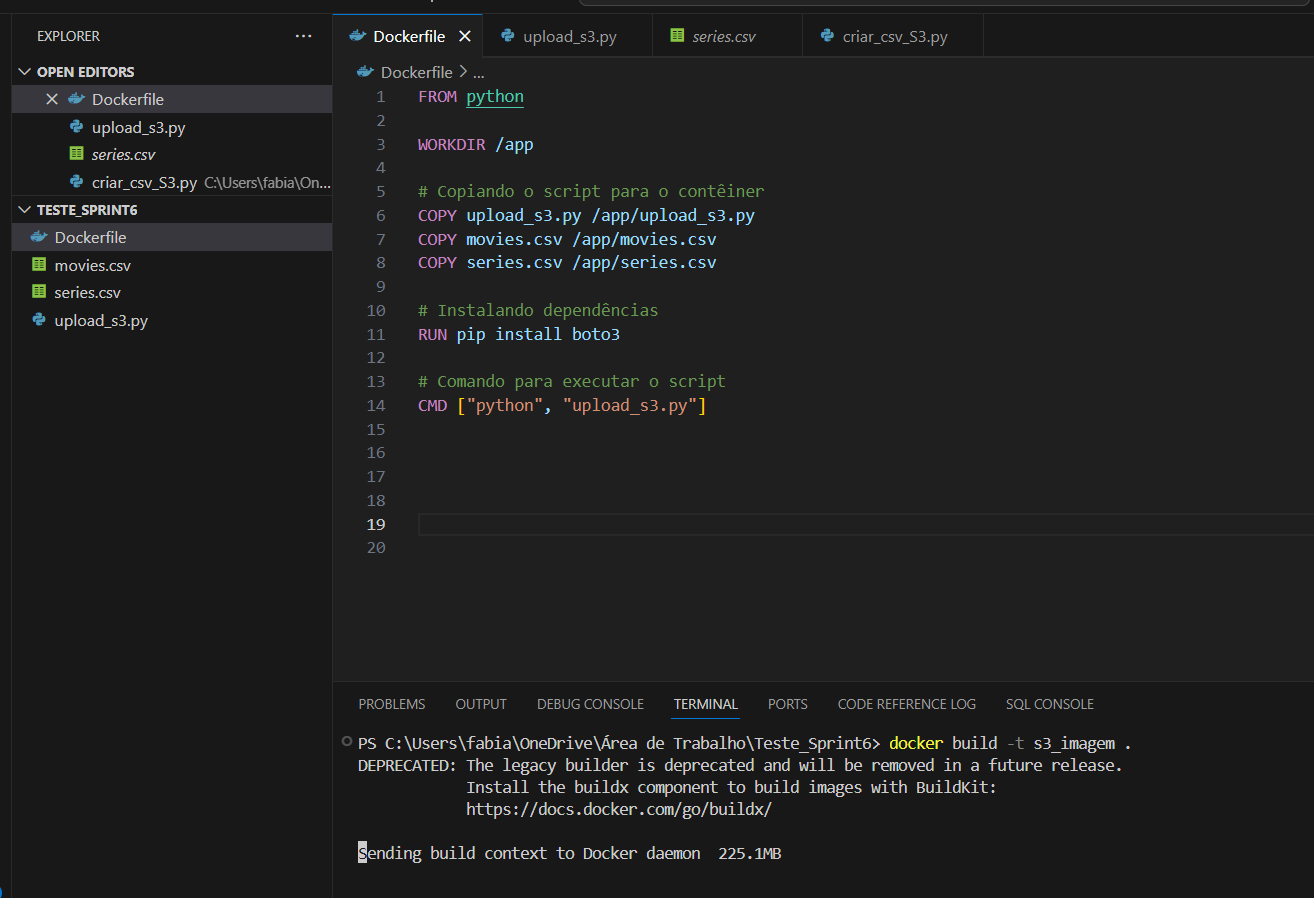 EXPLORER
...
OPEN EDITORS
Dockerfile
upload_s3.py
series.csv
criar_csv_S3.py C:\Users\fabia\On...
TESTE_SPRINT6
Dockerfile
movies.csv
series.csv
upload_s3.py
Dockerfile upload_s3.py series.csv criar_csv_S3.py
Dockerfile > ...
1 FROM python
2
3 WORKDIR /app
4
5 # Copiando o script para o contêiner
6 COPY upload_s3.py /app/upload_s3.py
7 COPY movies.csv /app/movies.csv
8 COPY series.csv /app/series.csv
9
10 # Instalando dependências
11 RUN pip install boto3
12
13 # Comando para executar o script
14 CMD ["python", "upload_s3.py"]
15
16
17
18
19
20
PROBLEMS OUTPUT DEBUG CONSOLE TERMINAL PORTS CODE REFERENCE LOG SQL CONSOLE
PS C:\Users\fabia\OneDrive\Área de Trabalho\Teste_Sprint6> docker build -t s3_imagem .
DEPRECATED: The legacy builder is deprecated and will be removed in a future release.
Install the buildx component to build images with BuildKit:
https://docs.docker.com/go/buildx/
Sending build context to Docker daemon 225.1MB